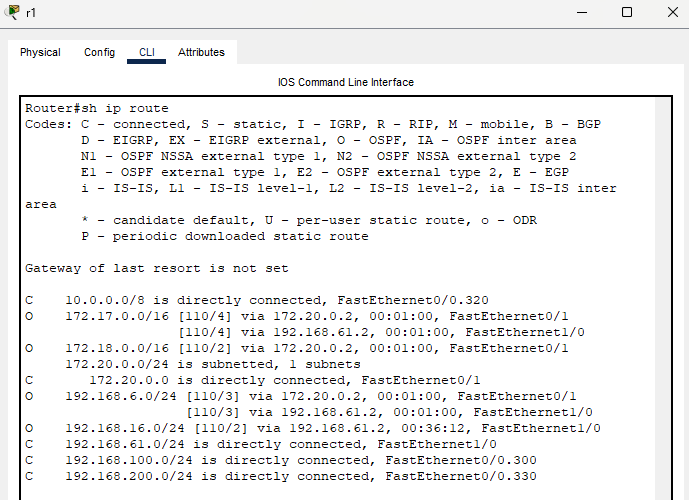 r1
Physical Config CLI Attributes
IOS Command Line Interface
Router#sh ip route
Codes: C - connected, S - static, I - IGRP, R - RIP, M - mobile, B - BGP
       D - EIGRP, EX - EIGRP external, O - OSPF, IA - OSPF inter area
       N1 - OSPF NSSA external type 1, N2 - OSPF NSSA external type 2
       E1 - OSPF external type 1, E2 - OSPF external type 2, E - EGP
       i - IS-IS, L1 - IS-IS level-1, L2 - IS-IS level-2, ia - IS-IS inter
area
       * - candidate default, U - per-user static route, o - ODR
       P - periodic downloaded static route
Gateway of last resort is not set
C    10.0.0.0/8 is directly connected, FastEthernet0/0.320
O    172.17.0.0/16 [110/4] via 172.20.0.2, 00:01:00, FastEthernet0/1
                   [110/4] via 192.168.61.2, 00:01:00, FastEthernet1/0
O    172.18.0.0/16 [110/2] via 172.20.0.2, 00:01:00, FastEthernet0/1
     172.20.0.0/24 is subnetted, 1 subnets
C       172.20.0.0 is directly connected, FastEthernet0/1
O    192.168.6.0/24 [110/3] via 172.20.0.2, 00:01:00, FastEthernet0/1
                    [110/3] via 192.168.61.2, 00:01:00, FastEthernet1/0
O    192.168.16.0/24 [110/2] via 192.168.61.2, 00:36:12, FastEthernet1/0
C    192.168.61.0/24 is directly connected, FastEthernet1/0
C    192.168.100.0/24 is directly connected, FastEthernet0/0.300
C    192.168.200.0/24 is directly connected, FastEthernet0/0.330